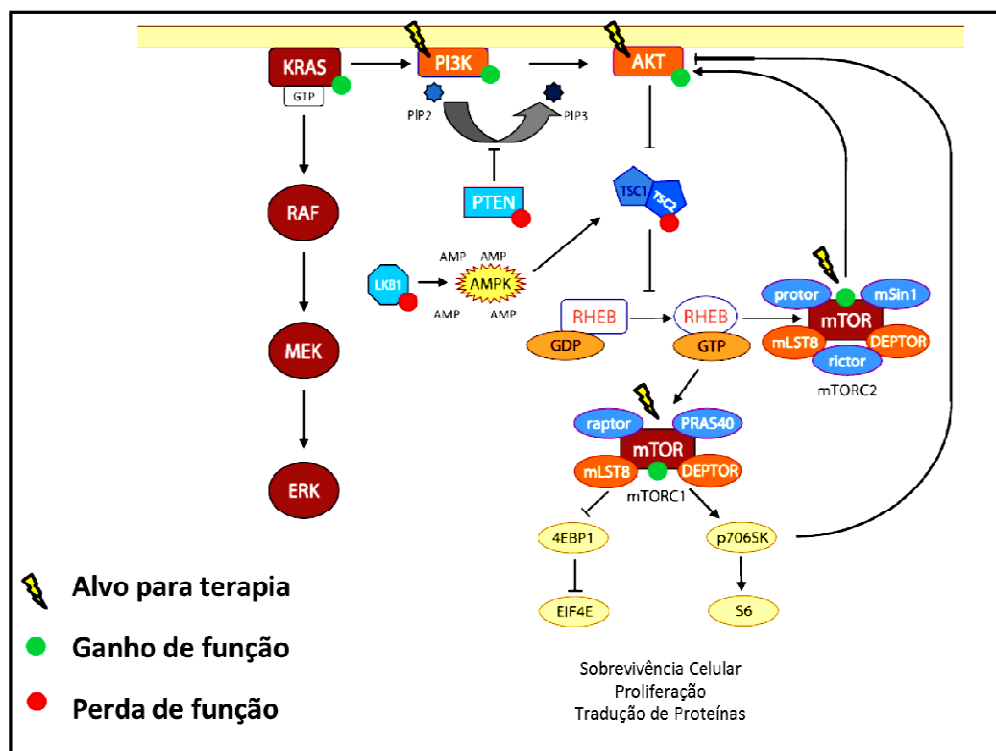 KRAS
GTP
PI3K
AKT
PIP2
PIP3
RAF
PTEN
TSC1
TSC2
LKB1
AMP
AMP
AMPK
AMP
AMP
MEK
RHEB
GDP
RHEB
GTP
protor
mSin1
mTOR
mLST8
DEPTOR
rictor
mTORC2
raptor
PRAS40
mTOR
mLST8
DEPTOR
mTORC1
ERK
4EBP1
p706SK
EIF4E
S6
Alvo para terapia
Ganho de função
Perda de função
Sobrevivência Celular
Proliferação
Tradução de Proteínas